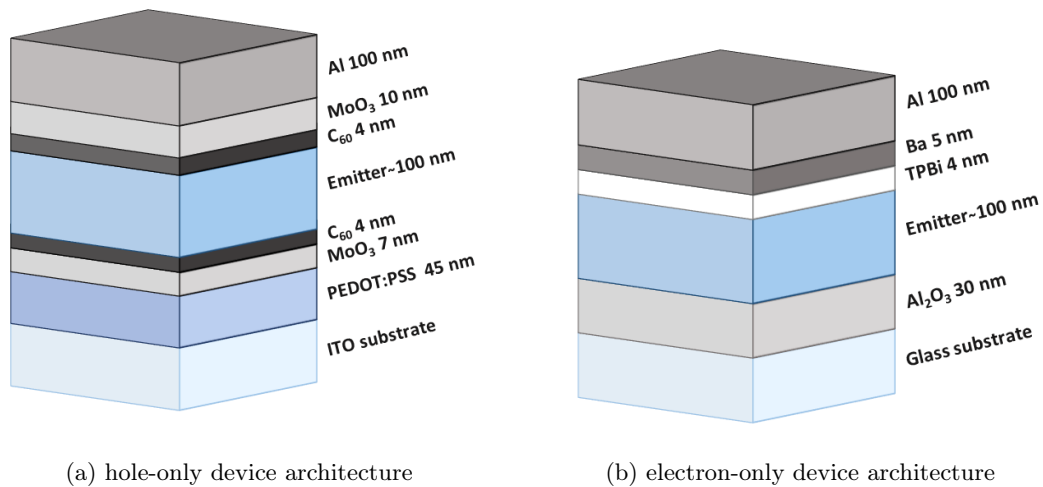 Al 100 nm
MoO₃ 10 nm
C₆₀ 4 nm
Emitter~100 nm
C₆₀ 4 nm
MoO₃ 7 nm
PEDOT:PSS 45 nm
ITO substrate
(a) hole-only device architecture
Al 100 nm
Ba 5 nm
TPBi 4 nm
Emitter~100 nm
Al₂O₃ 30 nm
Glass substrate
(b) electron-only device architecture